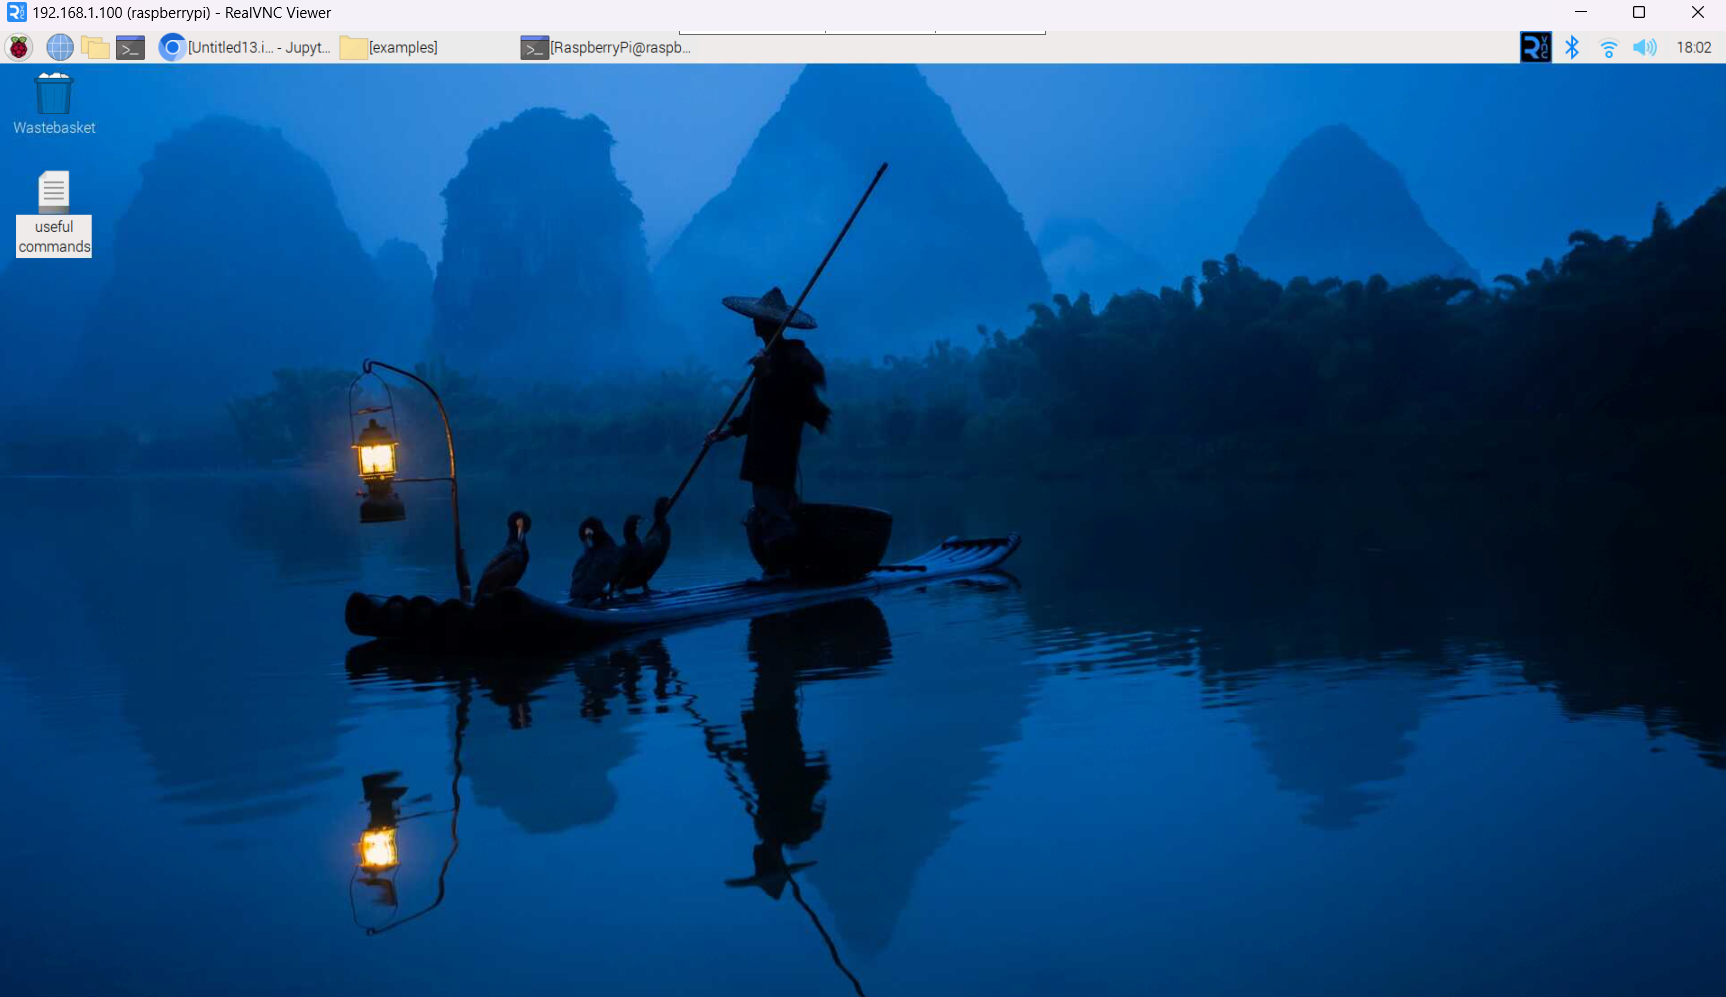 192.168.1.100 (raspberrypi) - RealVNC Viewer
[Untitled13.i... - Jupyt... [examples] [RaspberryPi@raspb... 18:02
Wastebasket
useful
commands